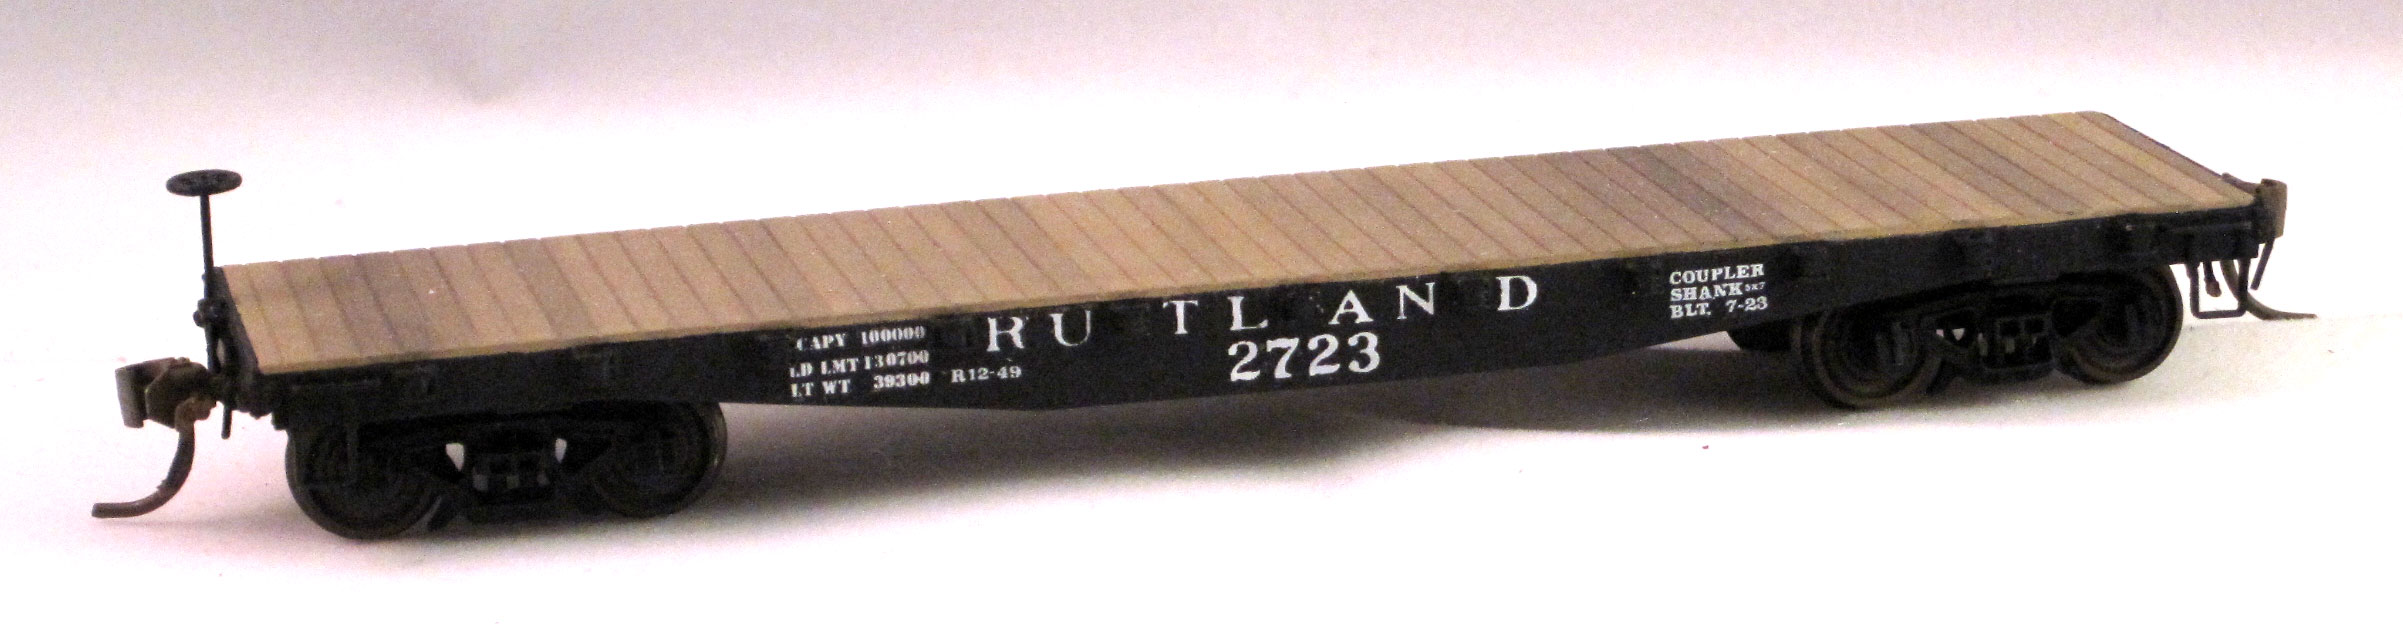 CAPY 100000
LD LMT 130700
LT WT 39300 R12-49
RUTLAND
2723
COUPLER
SHANK 5X7
BLT. 7-23